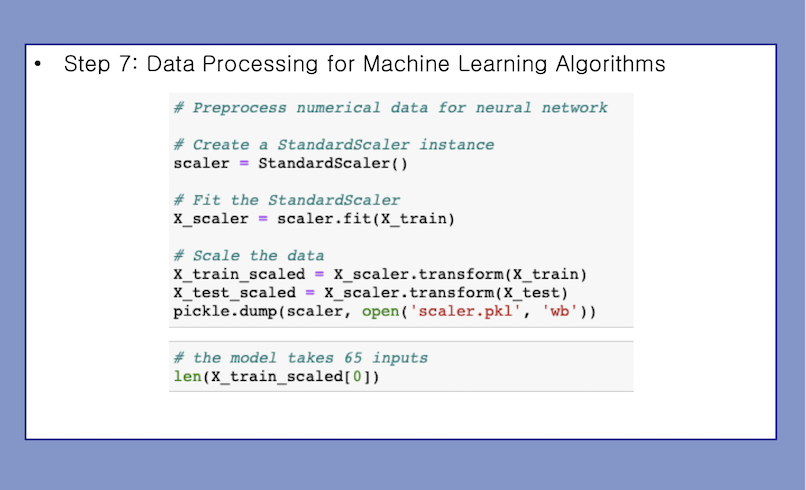 • Step 7: Data Processing for Machine Learning Algorithms
# Preprocess numerical data for neural network
# Create a StandardScaler instance
scaler = StandardScaler()
# Fit the StandardScaler
X_scaler = scaler.fit(X_train)
# Scale the data
X_train_scaled = X_scaler.transform(X_train)
X_test_scaled = X_scaler.transform(X_test)
pickle.dump(scaler, open('scaler.pkl', 'wb'))
# the model takes 65 inputs
len(X_train_scaled[0])